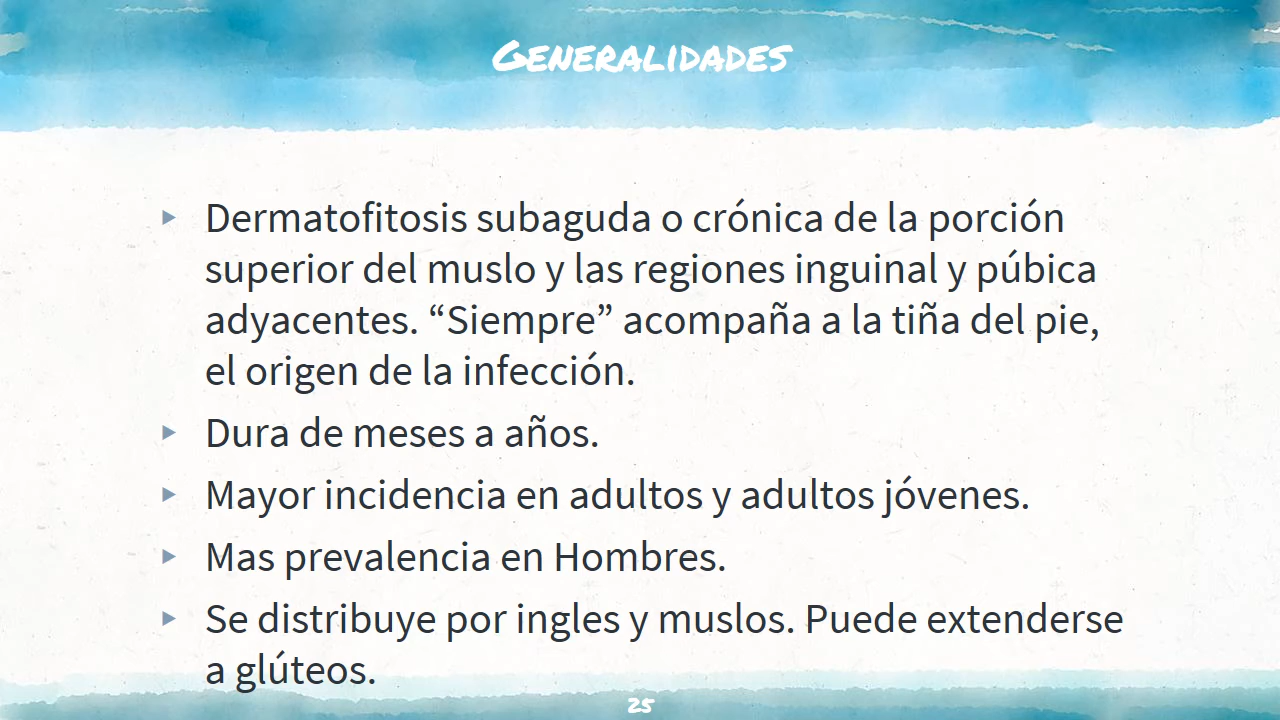 Generalidades
▸ Dermatofitosis subaguda o crónica de la porción
superior del muslo y las regiones inguinal y púbica
adyacentes. “Siempre” acompaña a la tiña del pie,
el origen de la infección.
▸ Dura de meses a años.
▸ Mayor incidencia en adultos y adultos jóvenes.
▸ Mas prevalencia en Hombres.
▸ Se distribuye por ingles y muslos. Puede extenderse
a glúteos.
25